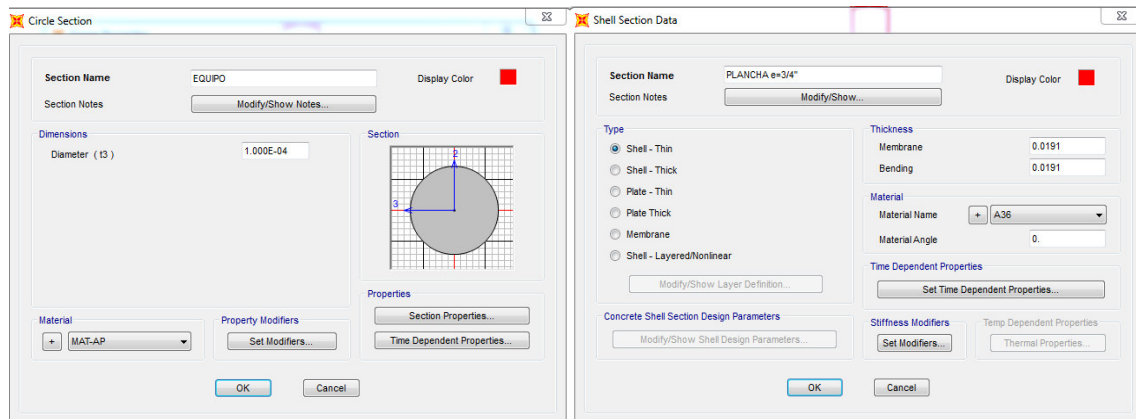 Circle Section
Section Name EQUIPO Display Color
Section Notes Modify/Show Notes...
Dimensions
Diameter ( t3 ) 1.000E-04
Section
2
3
Properties
Section Properties...
Time Dependent Properties...
Material
+ MAT-AP
Property Modifiers
Set Modifiers...
OK Cancel
Shell Section Data
Section Name PLANCHA e=3/4" Display Color
Section Notes Modify/Show...
Type
Shell - Thin
Shell - Thick
Plate - Thin
Plate Thick
Membrane
Shell - Layered/Nonlinear
Modify/Show Layer Definition...
Concrete Shell Section Design Parameters
Modify/Show Shell Design Parameters...
Thickness
Membrane 0.0191
Bending 0.0191
Material
Material Name + A36
Material Angle 0.
Time Dependent Properties
Set Time Dependent Properties...
Stiffness Modifiers
Set Modifiers...
Temp Dependent Properties
Thermal Properties...
OK Cancel